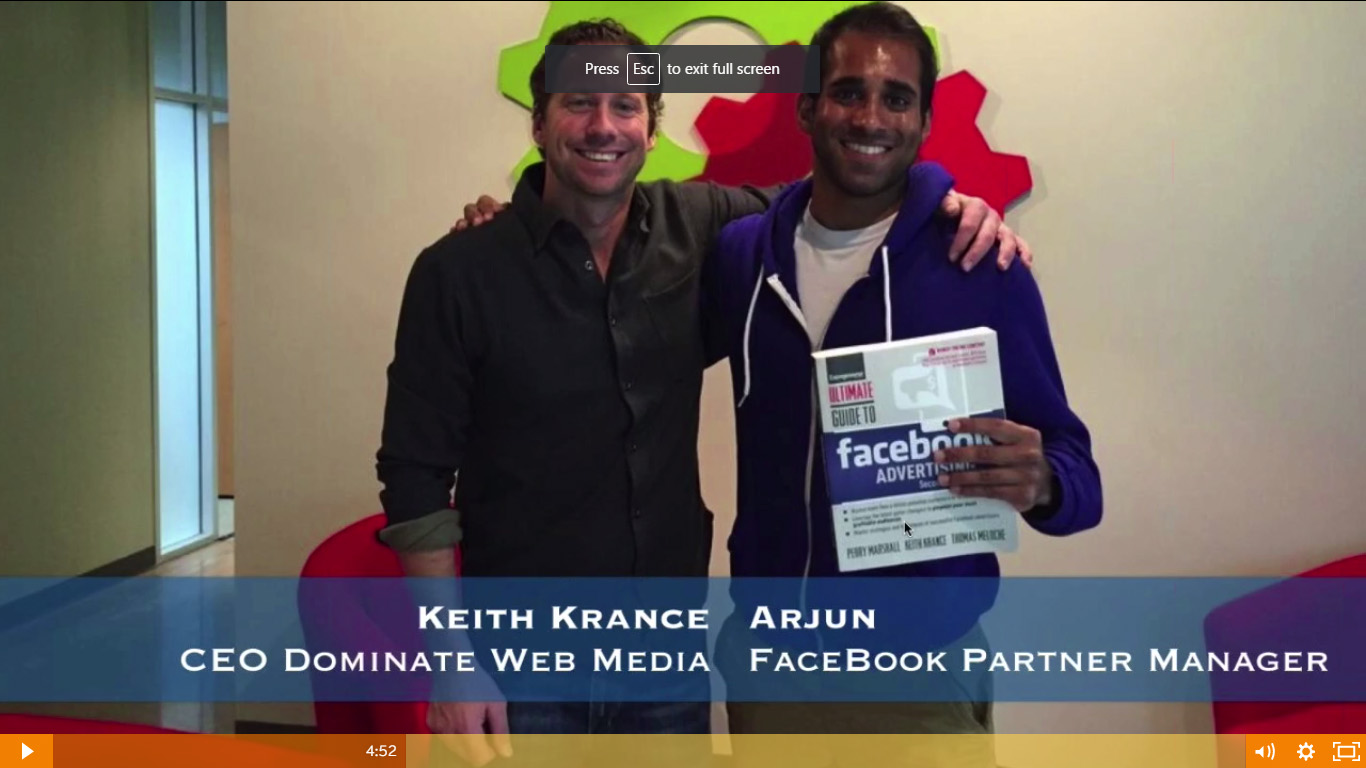 Press Esc to exit full screen
Entrepreneur
ULTIMATE
GUIDE TO
facebook
ADVERTISING
PERRY MARSHALL KEITH KRANCE THOMAS MELOCHE
KEITH KRANCE ARJUN
CEO DOMINATE WEB MEDIA FACEBOOK PARTNER MANAGER
4:52